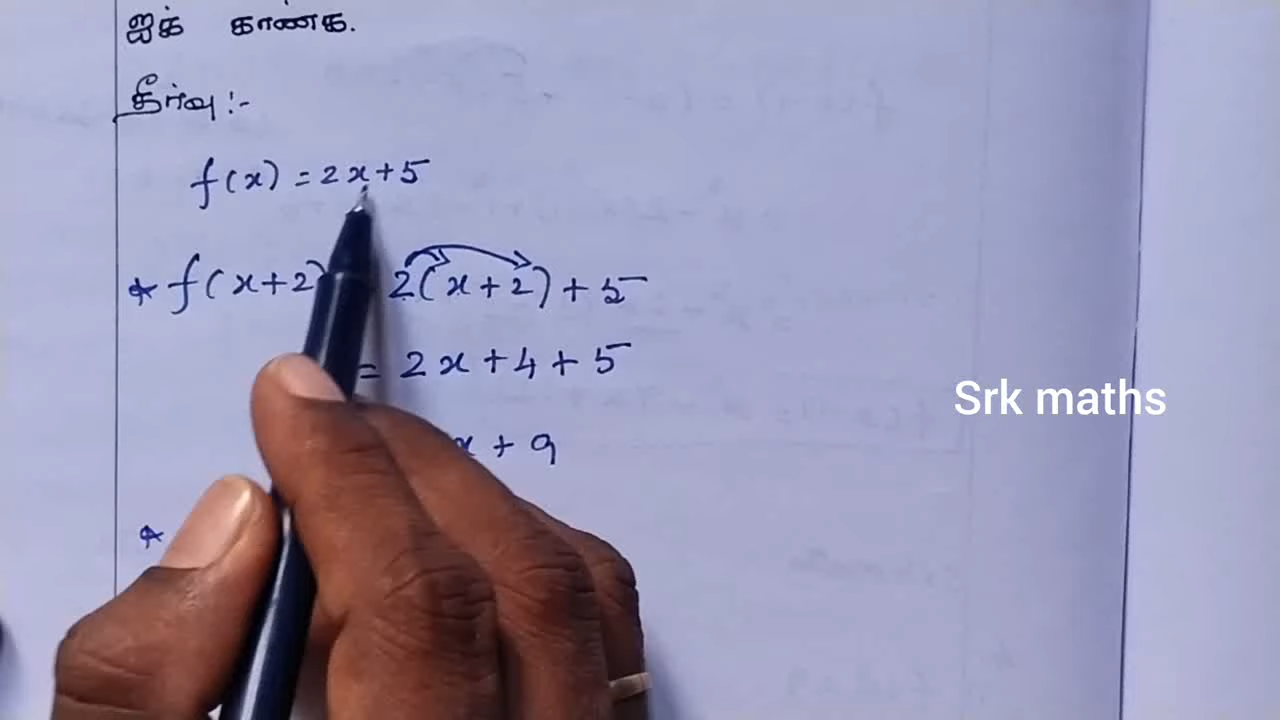 ஐக் காண்க.
தீர்வு :-
f(x) = 2x+5
* f(x+2) 2(x+2)+5
= 2x+4+5
x+9
*
Srk maths